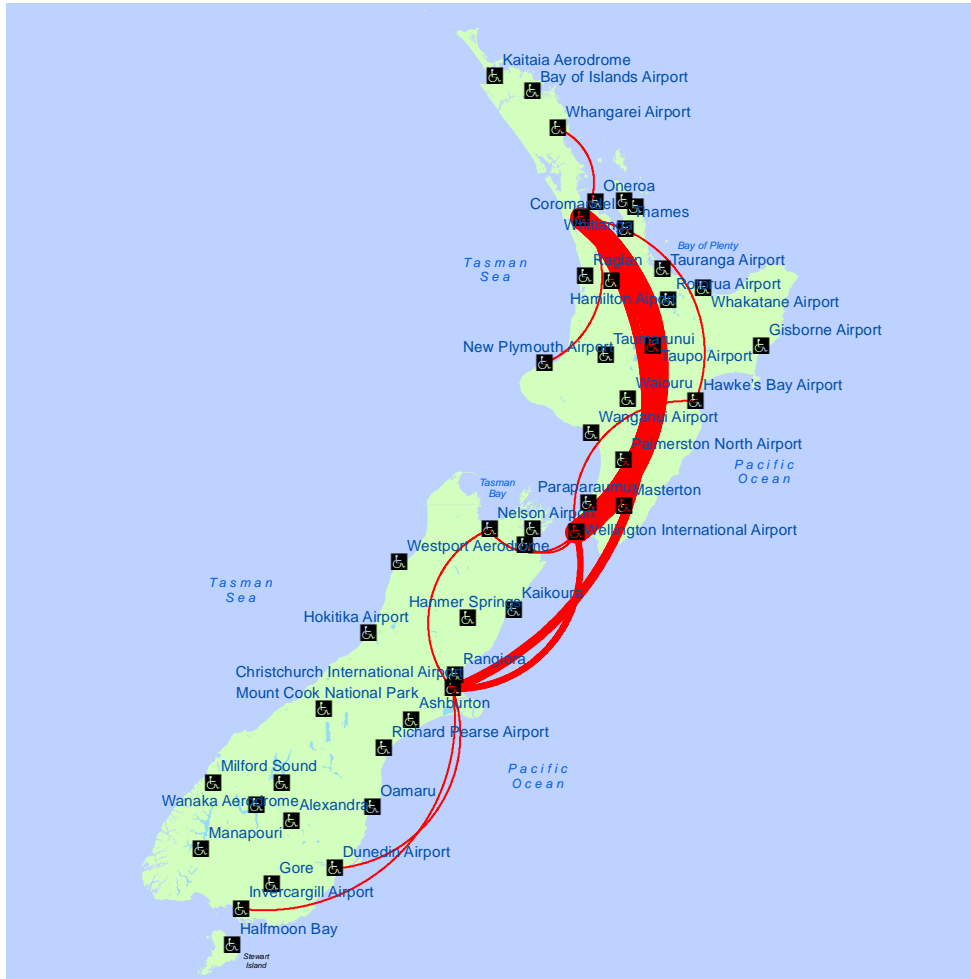 Kaitaia Aerodrome
Bay of Islands Airport
Whangarei Airport
Oneroa
Coromandel
Thames
Whitianga
Bay of Plenty
Tasman
Sea
Raglan
Tauranga Airport
Rotorua Airport
Hamilton Airport
Whakatane Airport
Gisborne Airport
Taumarunui
New Plymouth Airport
Taupo Airport
Waiouru
Hawke's Bay Airport
Wanganui Airport
Palmerston North Airport
Pacific
Ocean
Tasman
Bay
Paraparaumu
Masterton
Nelson Airport
Wellington International Airport
Westport Aerodrome
Tasman
Sea
Kaikoura
Hanmer Springs
Hokitika Airport
Rangiora
Christchurch International Airport
Mount Cook National Park
Ashburton
Richard Pearse Airport
Pacific
Ocean
Milford Sound
Oamaru
Wanaka Aerodrome
Alexandra
Manapouri
Dunedin Airport
Gore
Invercargill Airport
Halfmoon Bay
Stewart
Island